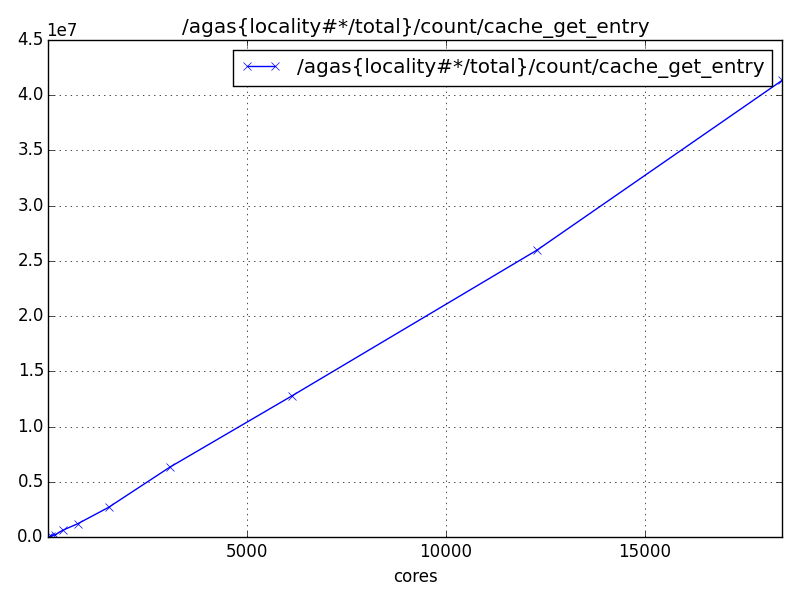 /agas{locality#*/total}/count/cache_get_entry
1e7
/agas{locality#*/total}/count/cache_get_entry
4.5
4.0
3.5
3.0
2.5
2.0
1.5
1.0
0.5
0.0
5000 10000 15000
cores